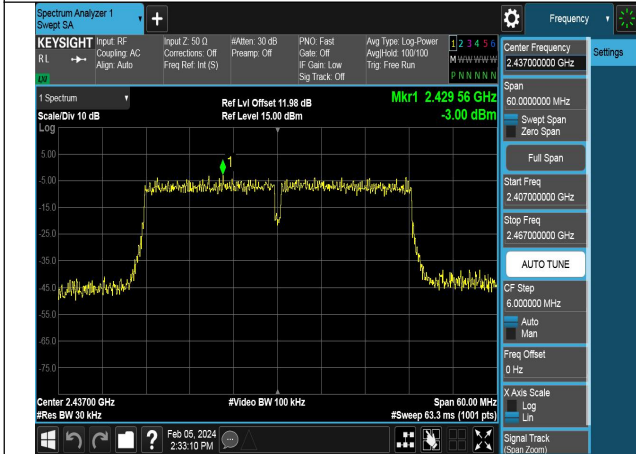 Spectrum Analyzer 1
Swept SA
Frequency
KEYSIGHT
RL
Input: RF
Coupling: AC
Align: Auto
Input Z: 50 Ω
Corrections: Off
Freq Ref: Int (S)
#Atten: 30 dB
Preamp: Off
PNO: Fast
Gate: Off
IF Gain: Low
Sig Track: Off
Avg Type: Log-Power
Avg|Hold: 100/100
Trig: Free Run
1 2 3 4 5 6
M W W W W W
P N N N N N
1 Spectrum
Scale/Div 10 dB
Log
Ref Lvl Offset 11.98 dB
Ref Level 15.00 dBm
Mkr1 2.429 56 GHz
-3.00 dBm
5.00
-5.00
-15.0
-25.0
-35.0
-45.0
-55.0
-65.0
-75.0
1
Center 2.43700 GHz
#Res BW 30 kHz
#Video BW 100 kHz
Span 60.00 MHz
#Sweep 63.3 ms (1001 pts)
Feb 05, 2024
2:33:10 PM
Center Frequency
2.437000000 GHz
Settings
Span
60.0000000 MHz
Swept Span
Zero Span
Full Span
Start Freq
2.407000000 GHz
Stop Freq
2.467000000 GHz
AUTO TUNE
CF Step
6.000000 MHz
Auto
Man
Freq Offset
0 Hz
X Axis Scale
Log
Lin
Signal Track
(Span Zoom)